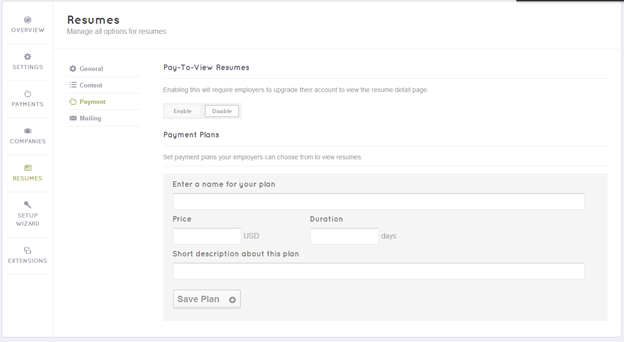 Resumes
Manage all options for resumes
OVERVIEW
SETTINGS
PAYMENTS
COMPANIES
RESUMES
SETUP
WIZARD
EXTENSIONS
General
Content
Payment
Mailing
Pay-To-View Resumes
Enabling this will require employers to upgrade their account to view the resume detail page.
Enable Disable
Payment Plans
Set payment plans your employers can choose from to view resumes.
Enter a name for your plan
Price Duration
USD days
Short description about this plan
Save Plan